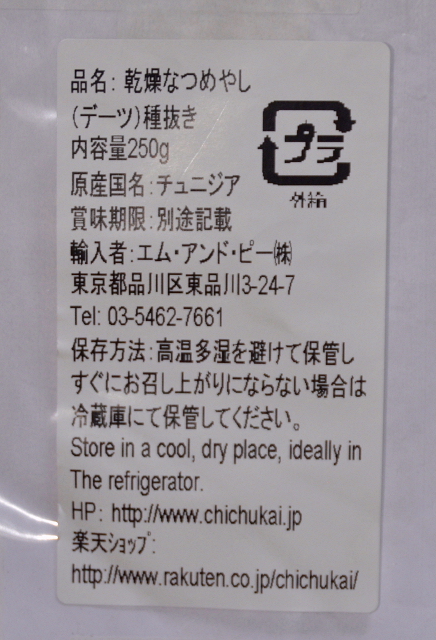 品名: 乾燥なつめやし
(デーツ)種抜き
内容量250g
プラ
外箱
原産国名:チュニジア
賞味期限:別途記載
輸入者:エム・アンド・ピー㈱
東京都品川区東品川3-24-7
Tel: 03-5462-7661
保存方法:高温多湿を避けて保管し
すぐにお召し上がりにならない場合は
冷蔵庫にて保管してください。
Store in a cool, dry place, ideally in
The refrigerator.
HP: http://www.chichukai.jp
楽天ショップ:
http://www.rakuten.co.jp/chichukai/